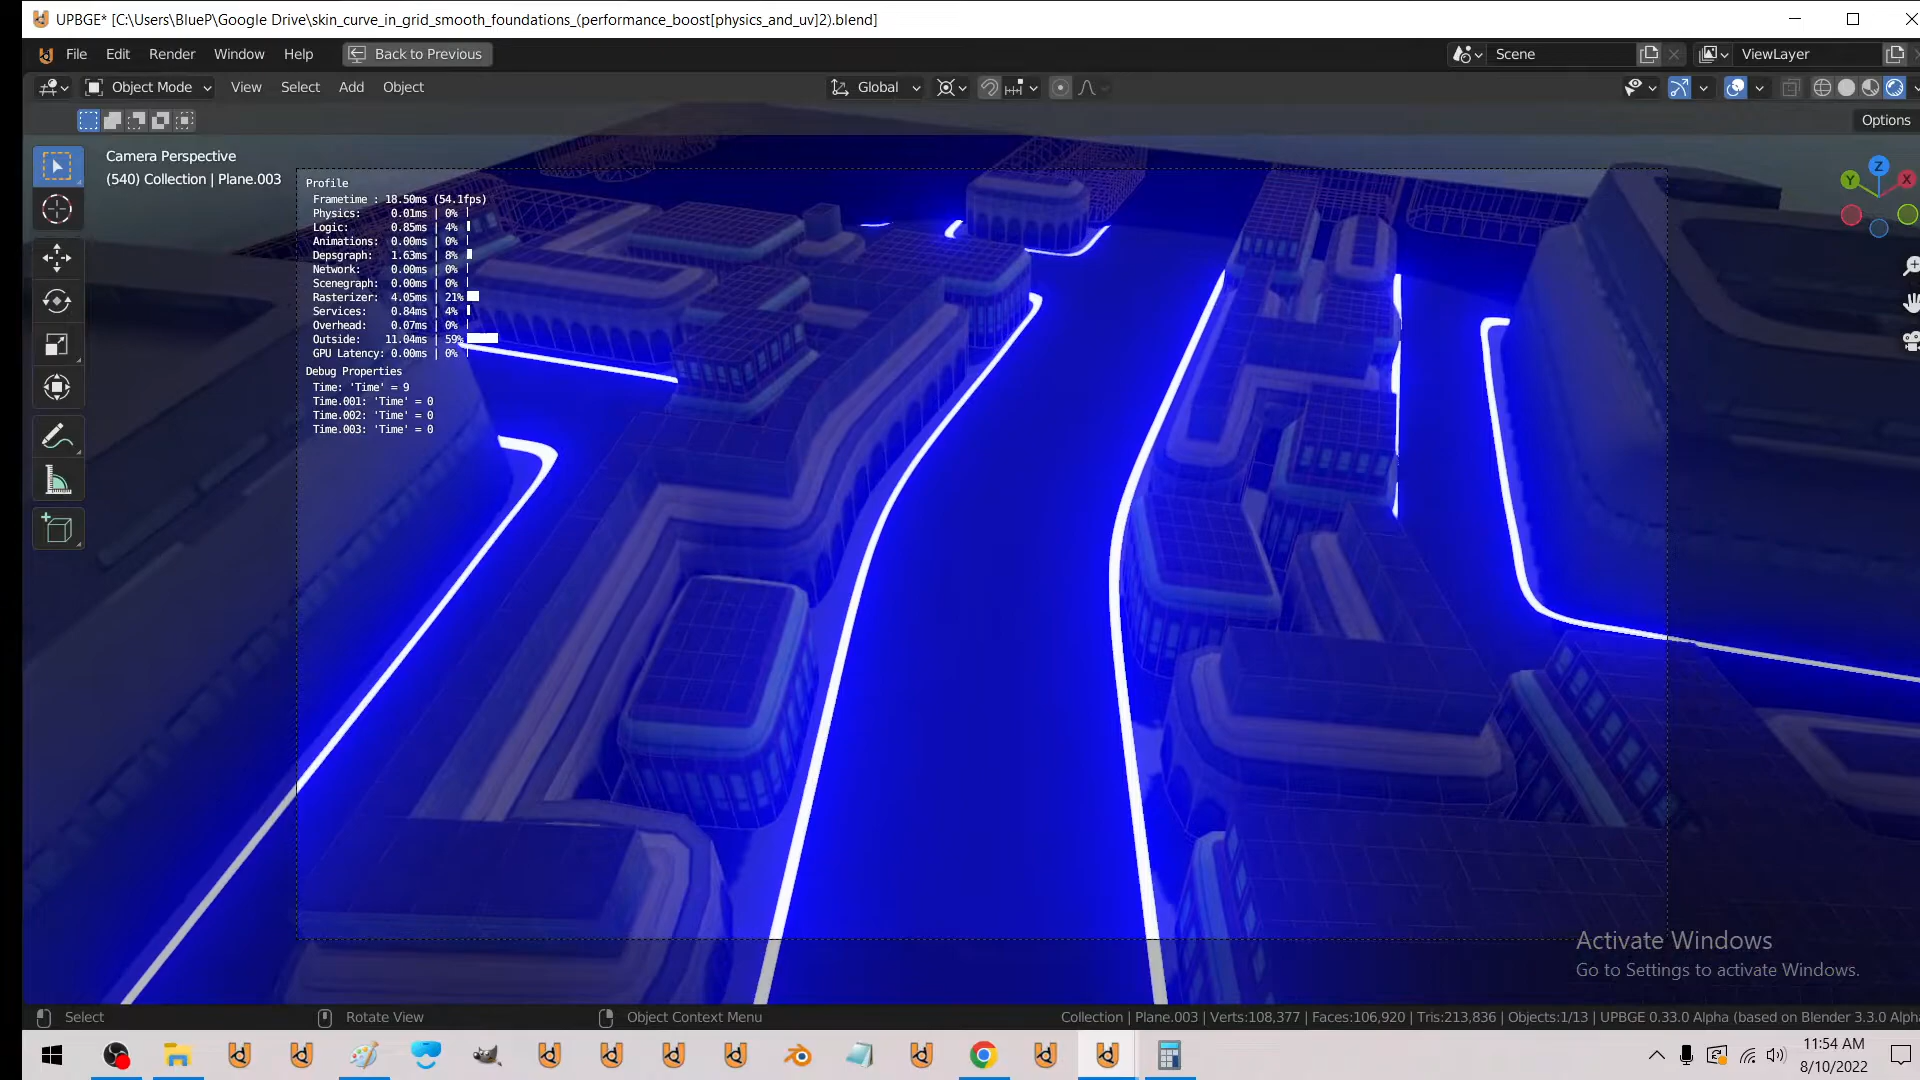 UPBGE* [C:\Users\BlueP\Google Drive\skin_curve_in_grid_smooth_foundations_(performance_boost[physics_and_uv]2).blend]
File Edit Render Window Help Back to Previous Scene ViewLayer
Object Mode View Select Add Object Global
Options
Camera Perspective
(540) Collection | Plane.003
Z
Y X
Profile
Frametime : 18.50ms (54.1fps)
Physics: 0.01ms | 0%
Logic: 0.85ms | 4%
Animations: 0.00ms | 0%
Depsgraph: 1.63ms | 8%
Network: 0.00ms | 0%
Scenegraph: 0.00ms | 0%
Rasterizer: 4.05ms | 21%
Services: 0.84ms | 4%
Overhead: 0.07ms | 0%
Outside: 11.04ms | 59%
GPU Latency: 0.00ms | 0%
Debug Properties
Time: 'Time' = 9
Time.001: 'Time' = 0
Time.002: 'Time' = 0
Time.003: 'Time' = 0
Activate Windows
Go to Settings to activate Windows.
Select Rotate View Object Context Menu Collection | Plane.003 | Verts:108,377 | Faces:106,920 | Tris:213,836 | Objects:1/13 | UPBGE 0.33.0 Alpha (based on Blender 3.3.0 Alpha
11:54 AM
8/10/2022